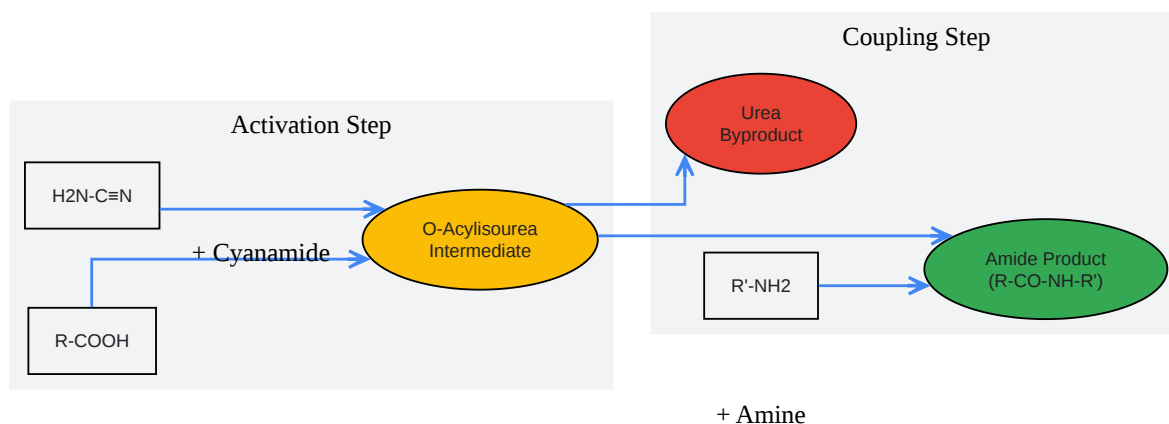 Activation Step
H2N-C≡N
+ Cyanamide
R-COOH
O-Acylisourea
Intermediate
Coupling Step
Urea
Byproduct
R'-NH2
Amide Product
(R-CO-NH-R')
+ Amine